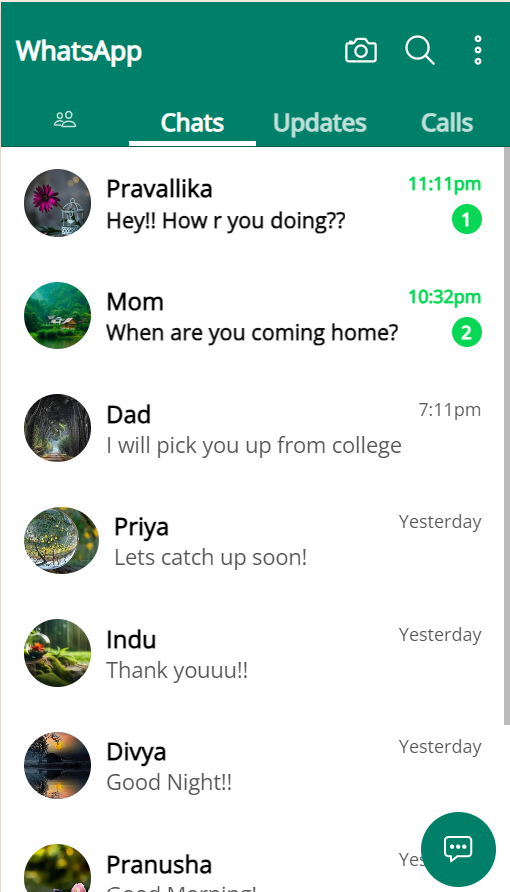 WhatsApp
Chats Updates Calls
Pravallika 11:11pm
Hey!! How r you doing?? 1
Mom 10:32pm
When are you coming home? 2
Dad 7:11pm
I will pick you up from college
Priya Yesterday
Lets catch up soon!
Indu Yesterday
Thank youuu!!
Divya Yesterday
Good Night!!
Pranusha
Good Morning!